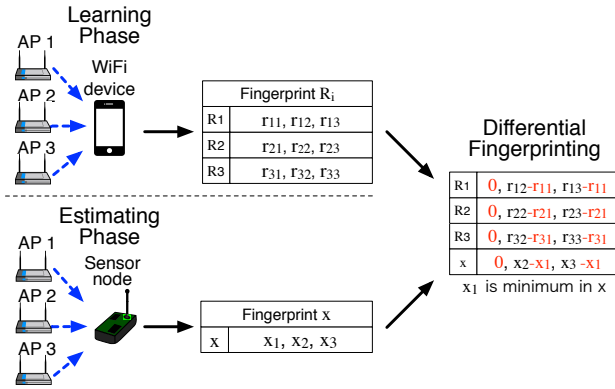 Learning
Phase
AP 1
AP 2
AP 3
WiFi
device
Fingerprint Ri
R1 r11, r12, r13
R2 r21, r22, r23
R3 r31, r32, r33
Estimating
Phase
AP 1
AP 2
AP 3
Sensor
node
Fingerprint x
x x1, x2, x3
Differential
Fingerprinting
R1 0, r12-r11, r13-r11
R2 0, r22-r21, r23-r21
R3 0, r32-r31, r33-r31
x 0, x2-x1, x3 -x1
x1 is minimum in x